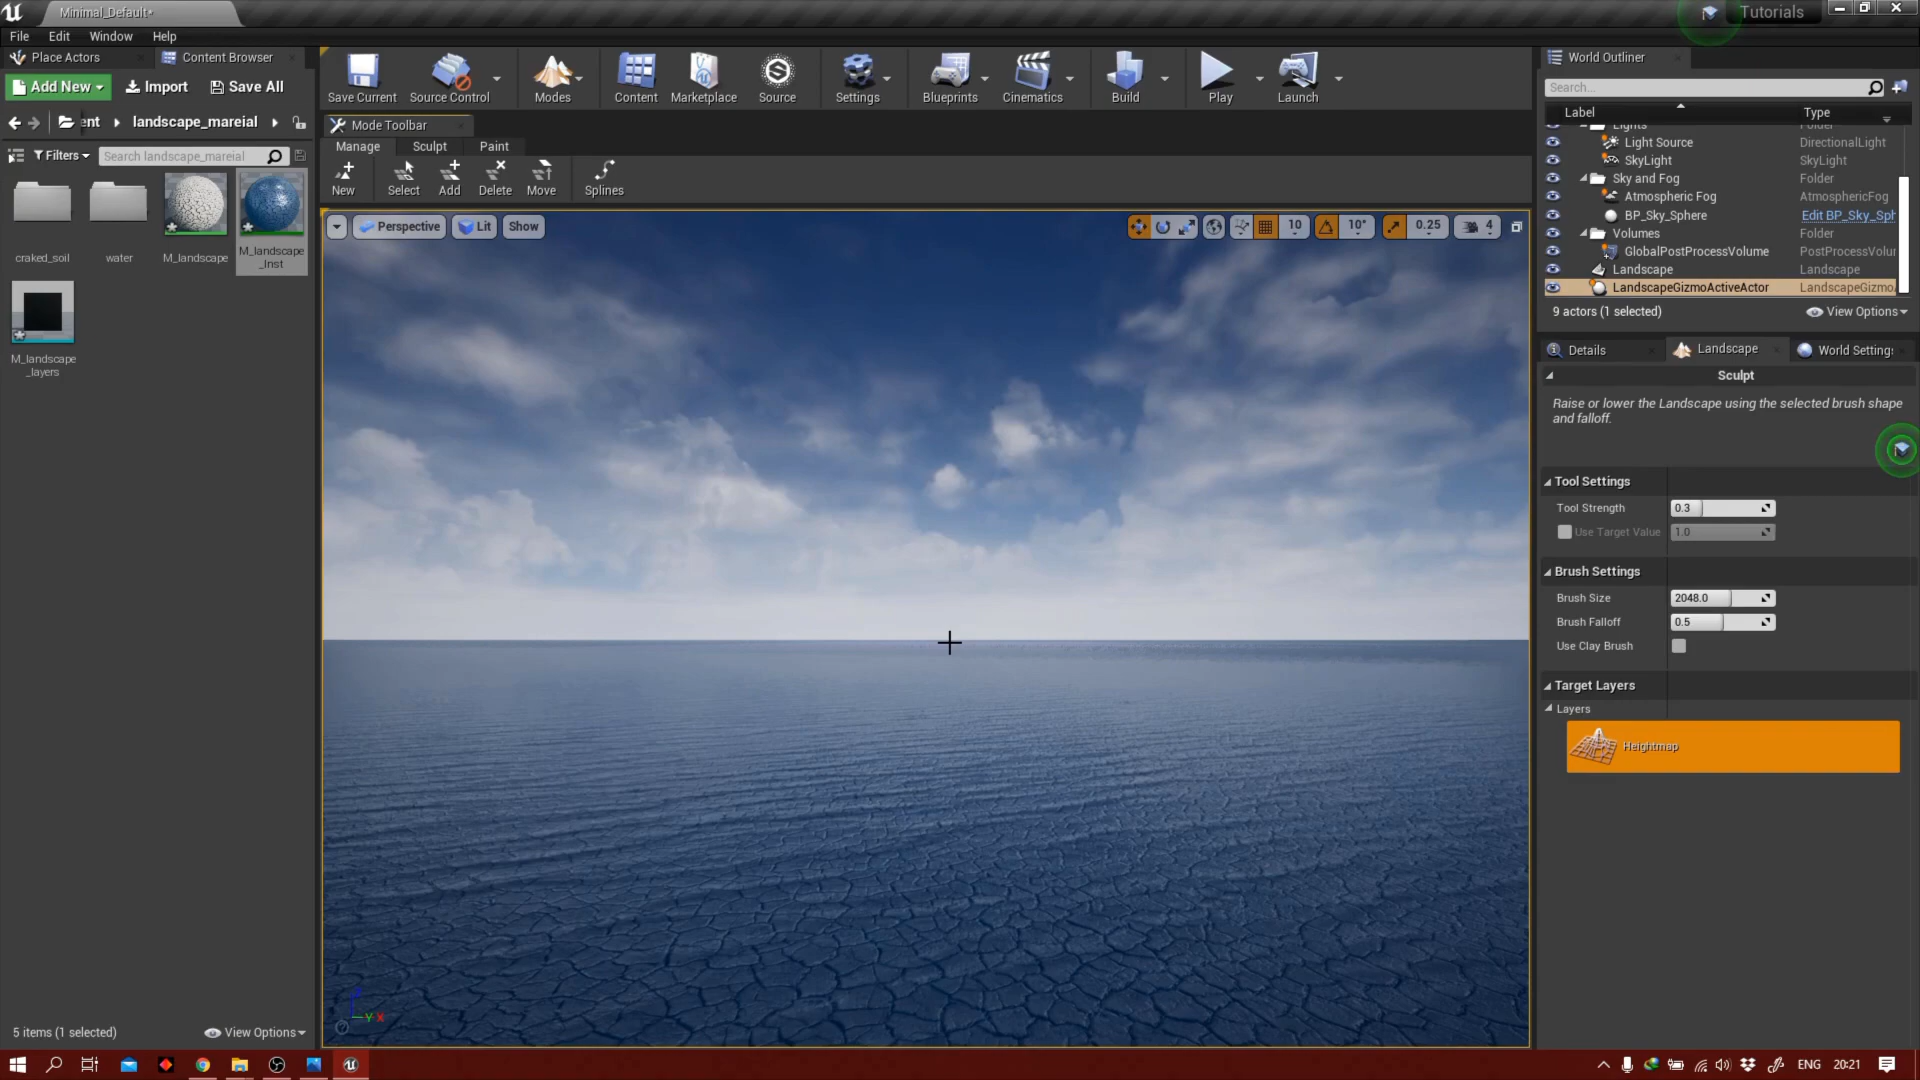 Minimal_Default*
Tutorials
File Edit Window Help
Place Actors
Content Browser
Add New
Import
Save All
ent
landscape_mareial
Filters
Search landscape_mareial
craked_soil
water
M_landscape
M_landscape
_Inst
M_landscape
_layers
5 items (1 selected)
View Options
Save Current
Source Control
Modes
Content
Marketplace
Source
Settings
Blueprints
Cinematics
Build
Play
Launch
Mode Toolbar
Manage
Sculpt
Paint
New
Select
Add
Delete
Move
Splines
Perspective
Lit
Show
10
10°
0.25
4
Z
Y X
World Outliner
Search...
Label
Type
Lights
Folder
Light Source
DirectionalLight
SkyLight
SkyLight
Sky and Fog
Folder
Atmospheric Fog
AtmosphericFog
BP_Sky_Sphere
Edit BP_Sky_Sph
Volumes
Folder
GlobalPostProcessVolume
PostProcessVolu
Landscape
Landscape
LandscapeGizmoActiveActor
LandscapeGizmo
9 actors (1 selected)
View Options
Details
Landscape
World Settings
Sculpt
Raise or lower the Landscape using the selected brush shape
and falloff.
Tool Settings
Tool Strength
0.3
Use Target Value
1.0
Brush Settings
Brush Size
2048.0
Brush Falloff
0.5
Use Clay Brush
Target Layers
Layers
Heightmap
ENG
20:21